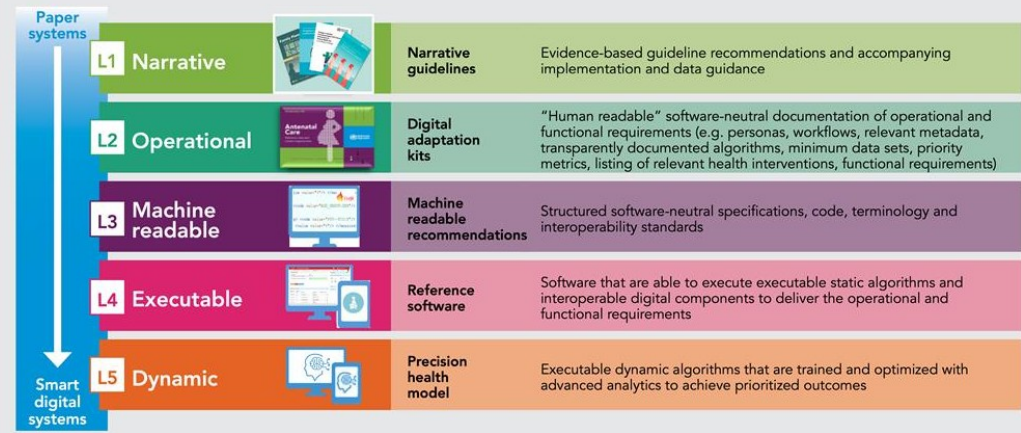 Paper
systems
L1 Narrative
Narrative
guidelines
Evidence-based guideline recommendations and accompanying
implementation and data guidance
L2 Operational
Antenatal
Care
Digital
adaptation
kits
“Human readable” software-neutral documentation of operational and
functional requirements (e.g. personas, workflows, relevant metadata,
transparently documented algorithms, minimum data sets, priority
metrics, listing of relevant health interventions, functional requirements)
L3 Machine
readable
Machine
readable
recommendations
Structured software-neutral specifications, code, terminology and
interoperability standards
L4 Executable
Reference
software
Software that are able to execute executable static algorithms and
interoperable digital components to deliver the operational and
functional requirements
L5 Dynamic
Precision
health
model
Executable dynamic algorithms that are trained and optimized with
advanced analytics to achieve prioritized outcomes
Smart
digital
systems